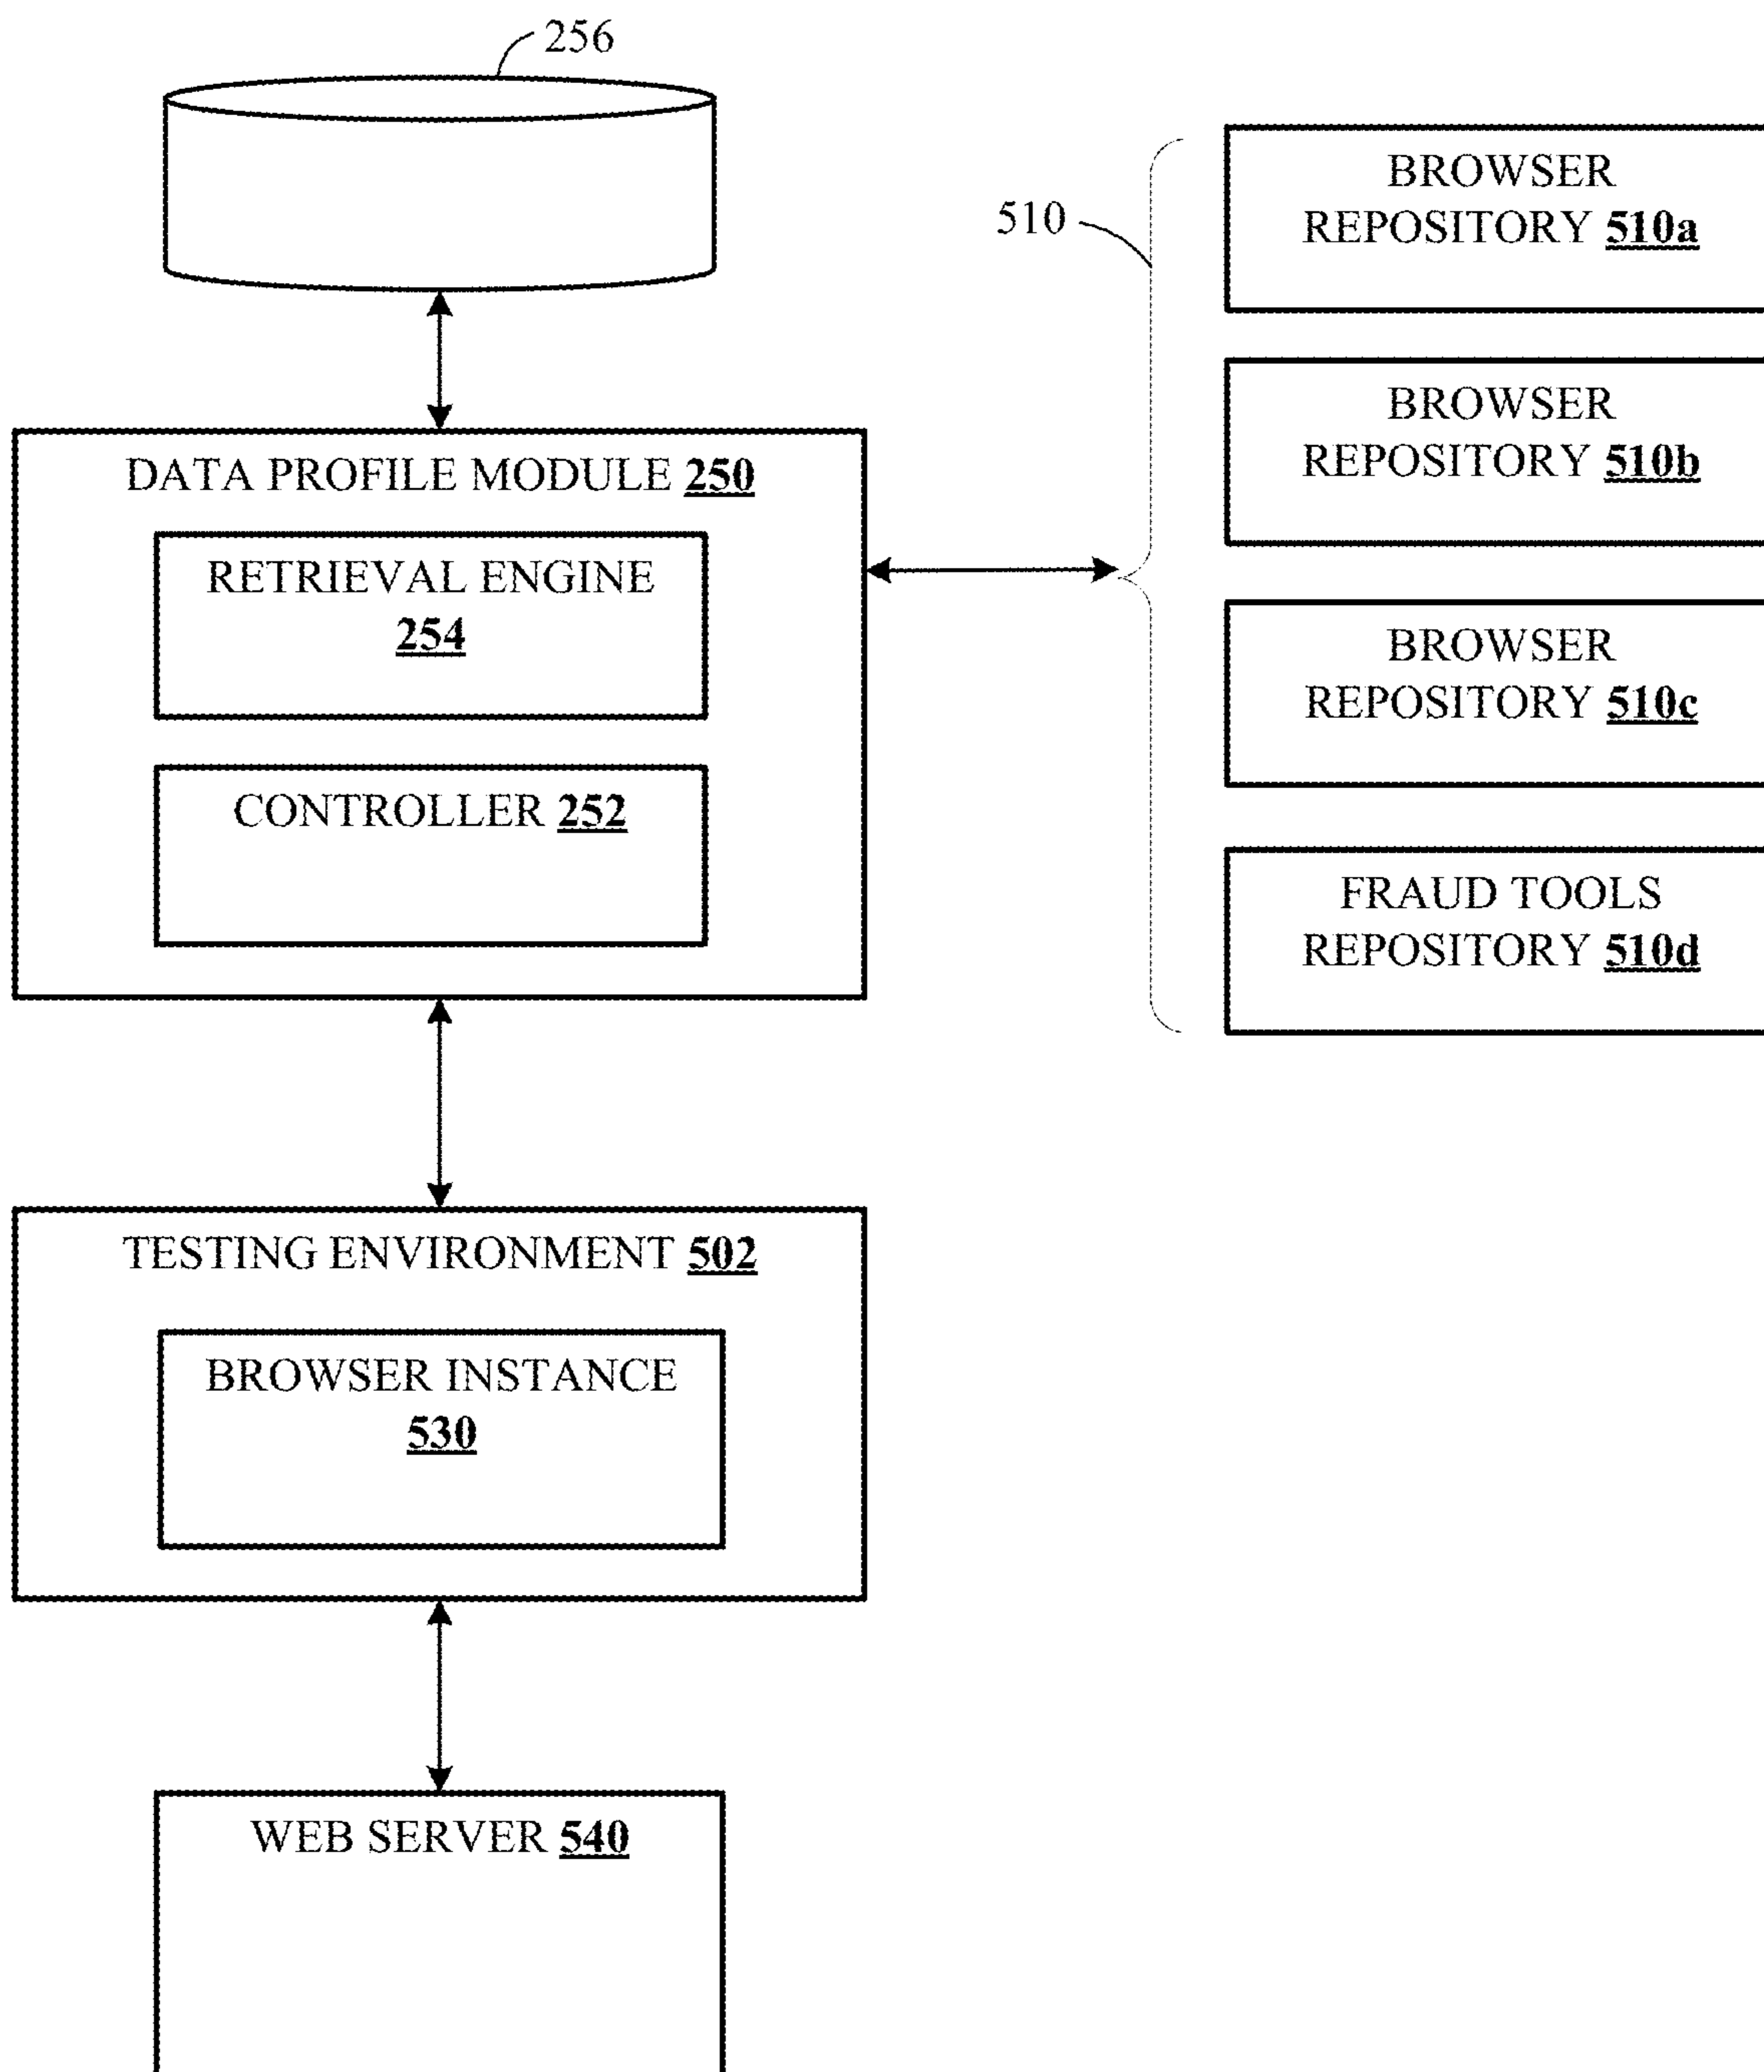 256
510
BROWSER
REPOSITORY 510a
BROWSER
REPOSITORY 510b
BROWSER
REPOSITORY 510c
FRAUD TOOLS
REPOSITORY 510d
DATA PROFILE MODULE 250
RETRIEVAL ENGINE
254
CONTROLLER 252
TESTING ENVIRONMENT 502
BROWSER INSTANCE
530
WEB SERVER 540